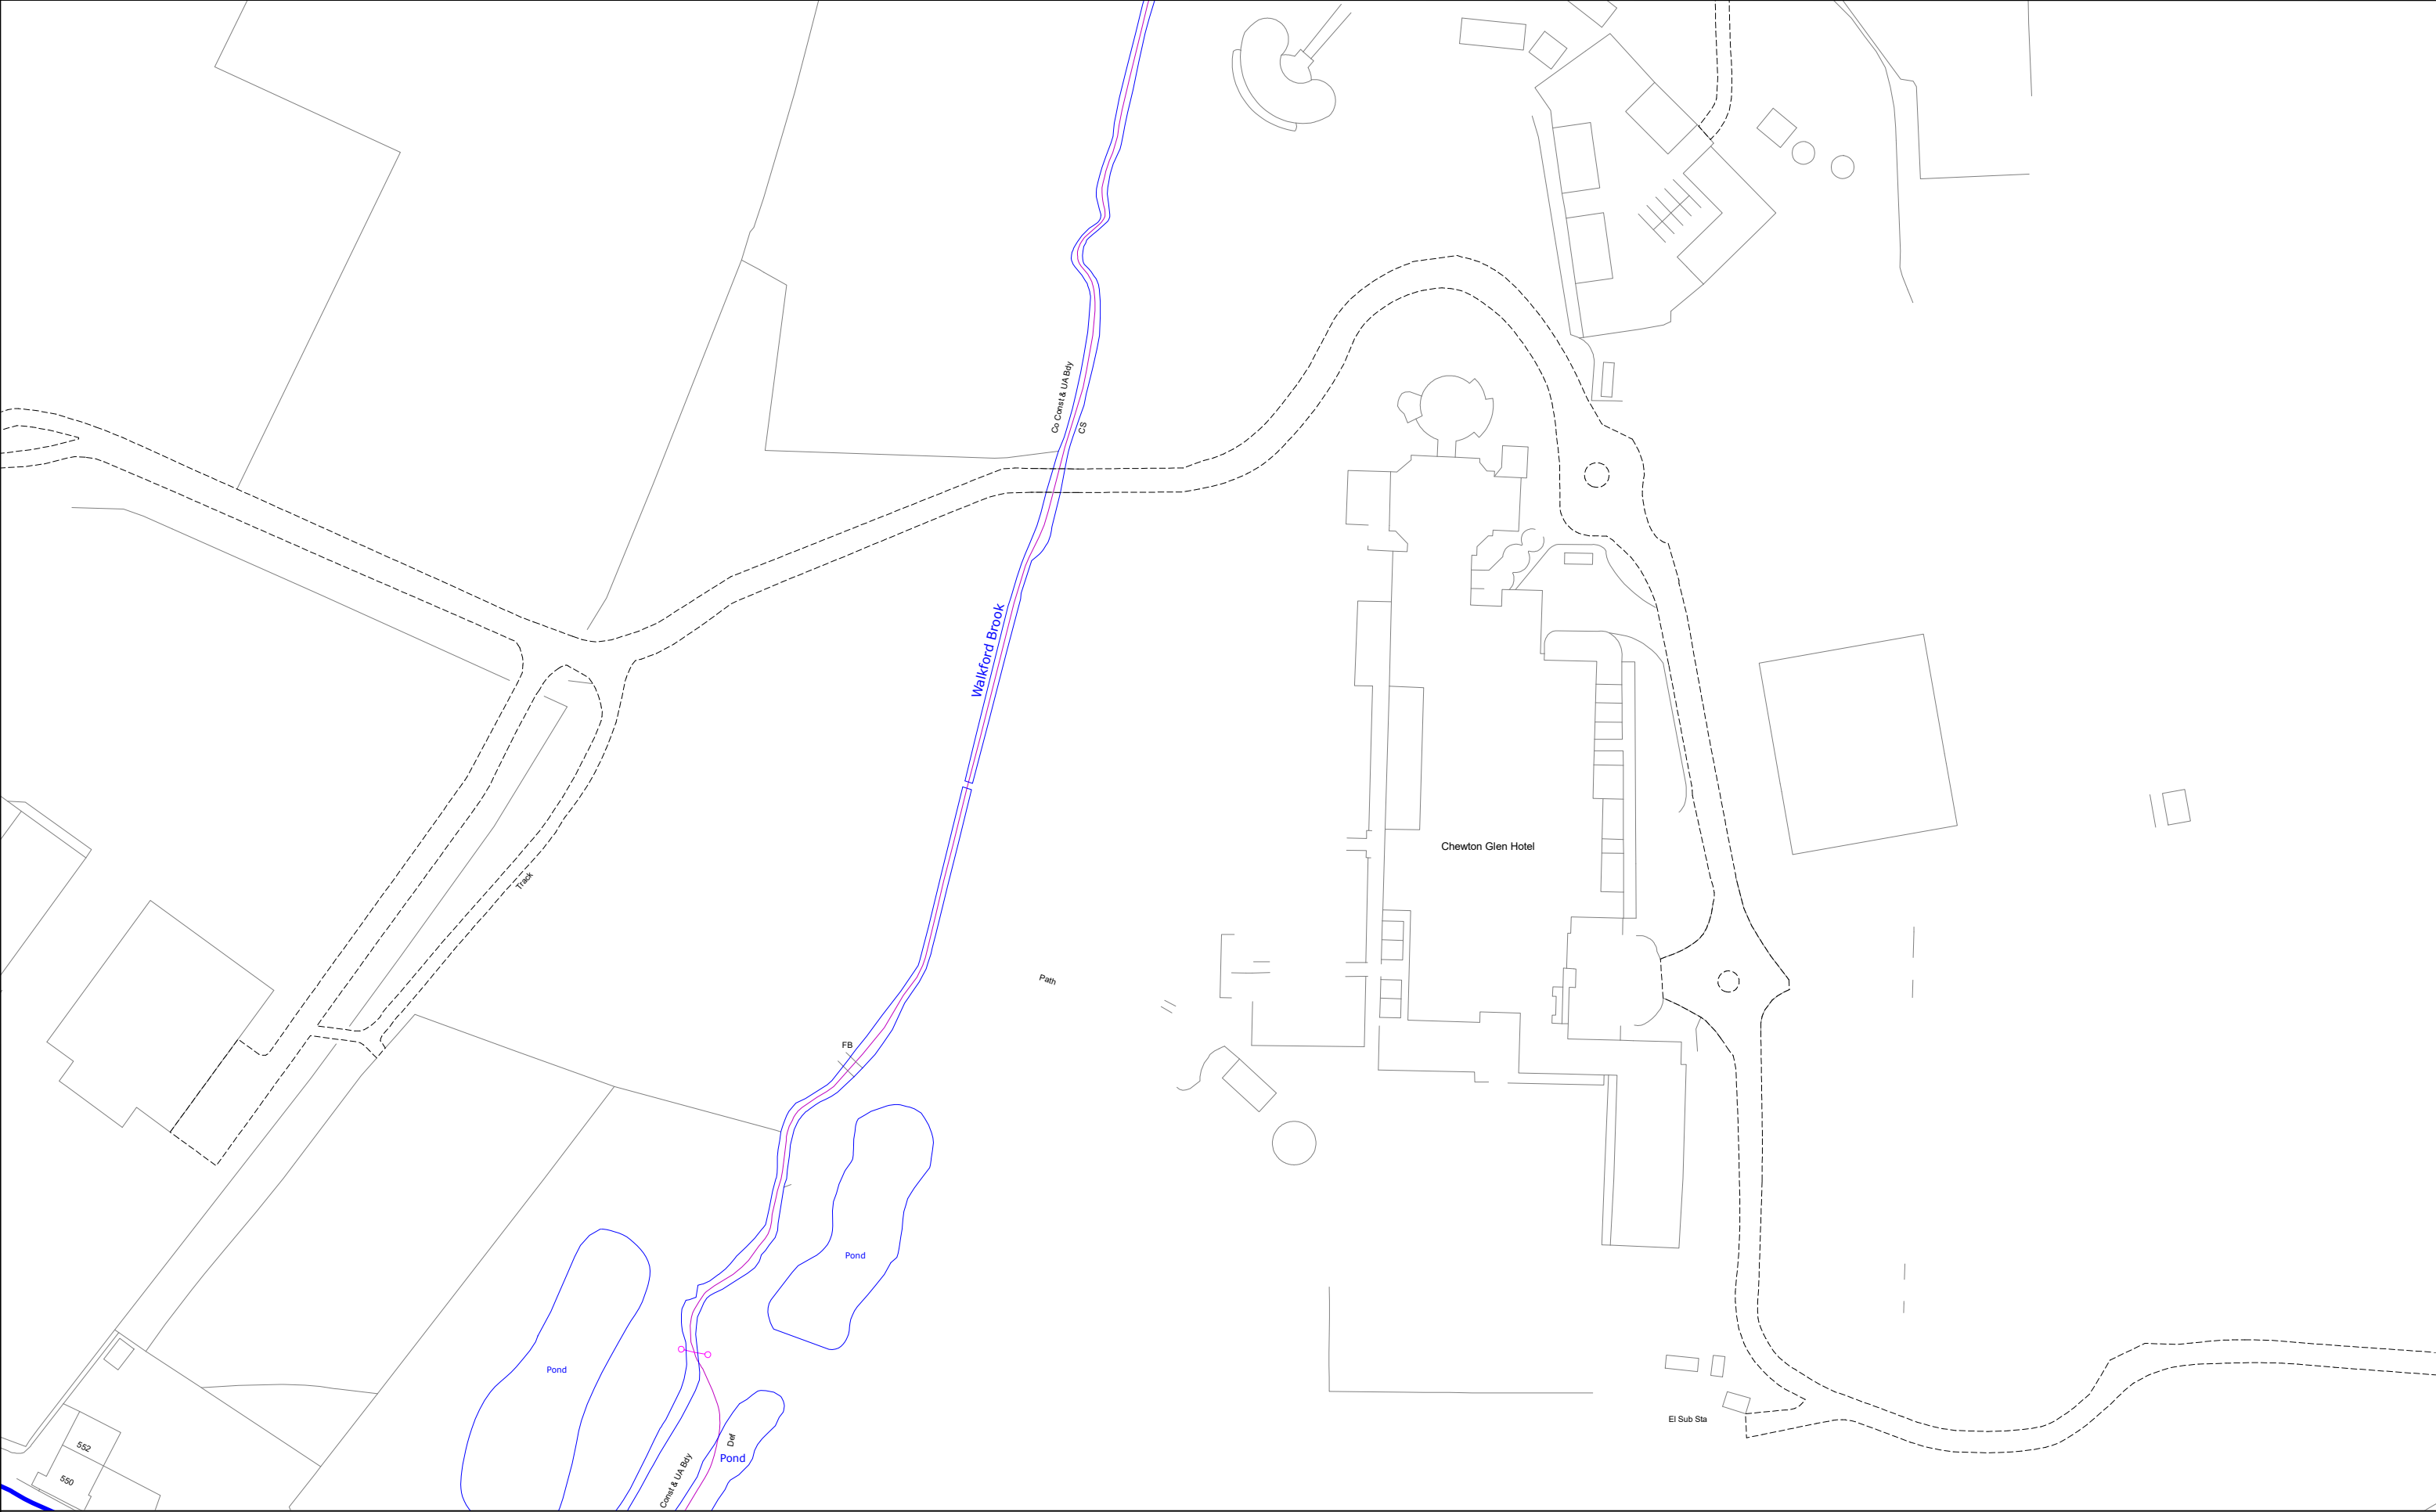 Co Const & UA Bdy
CS
Walkford Brook
Chewton Glen Hotel
Track
Path
FB
Pond
Pond
El Sub Sta
Def
Pond
Const & UA Bdy
552
550